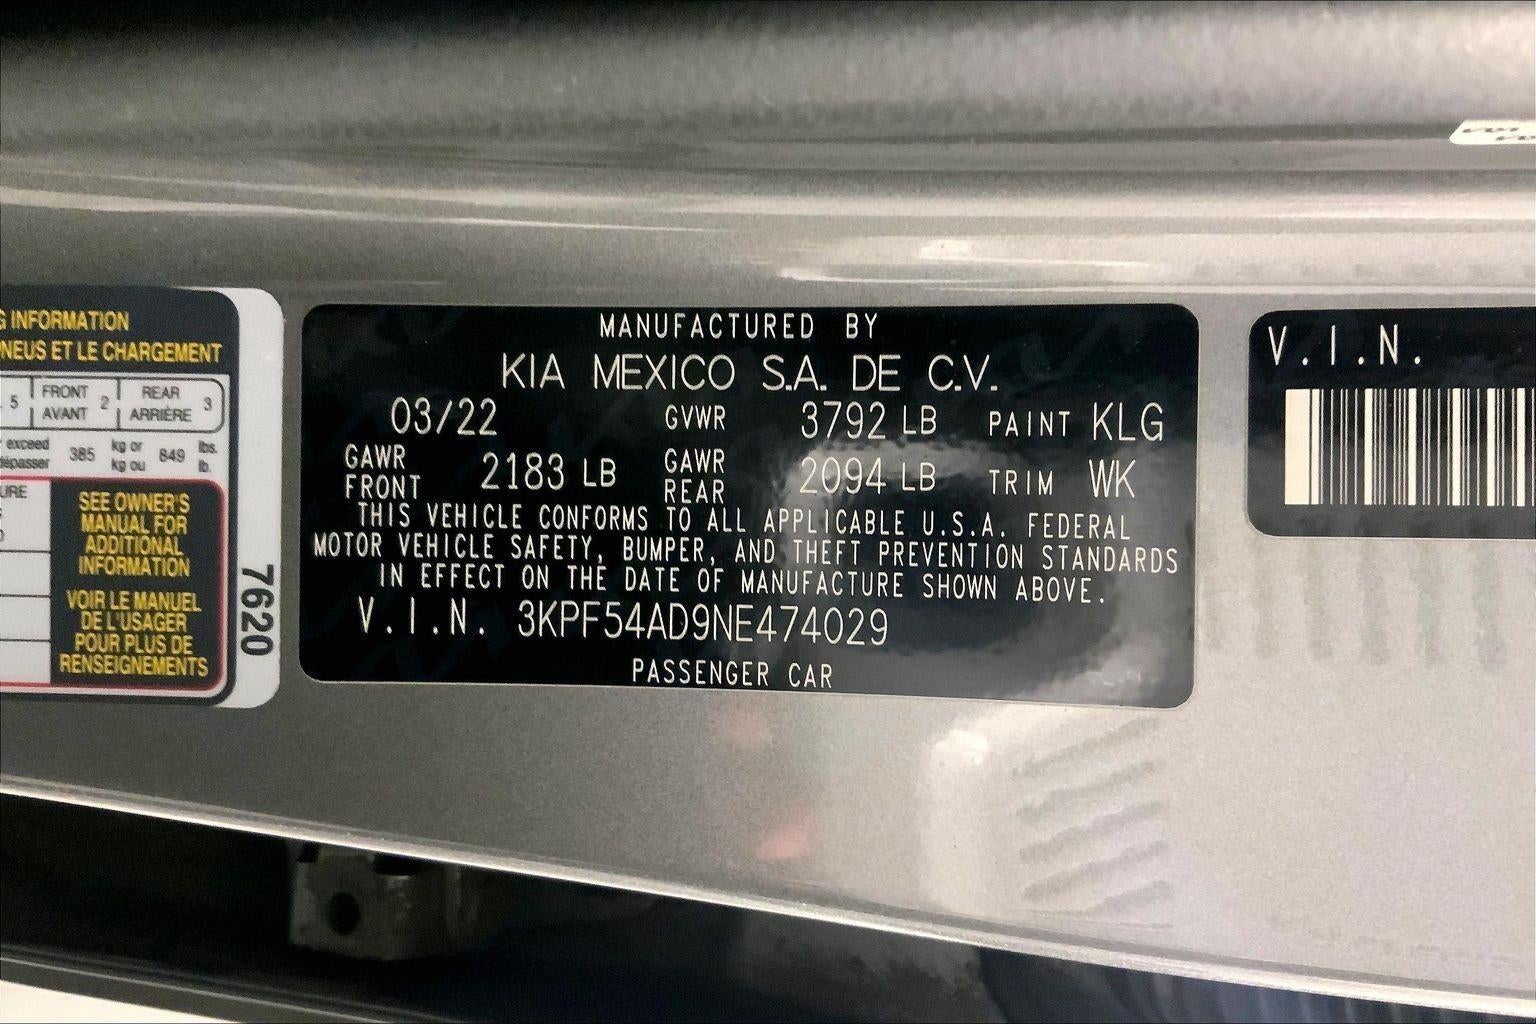 G INFORMATION
PNEUS ET LE CHARGEMENT
5 FRONT AVANT 2 REAR ARRIÈRE 3
exceed dépasser 385 kg or kg ou 849 lbs. lb.
SEE OWNER'S
MANUAL FOR
ADDITIONAL
INFORMATION
VOIR LE MANUEL
DE L'USAGER
POUR PLUS DE
RENSEIGNEMENTS
7620
MANUFACTURED BY
KIA MEXICO S.A. DE C.V.
03/22 GVWR 3792 LB PAINT KLG
GAWR FRONT 2183 LB GAWR REAR 2094 LB TRIM WK
THIS VEHICLE CONFORMS TO ALL APPLICABLE U.S.A. FEDERAL
MOTOR VEHICLE SAFETY, BUMPER, AND THEFT PREVENTION STANDARDS
IN EFFECT ON THE DATE OF MANUFACTURE SHOWN ABOVE.
V.I.N. 3KPF54AD9NE474029
PASSENGER CAR
V.I.N.